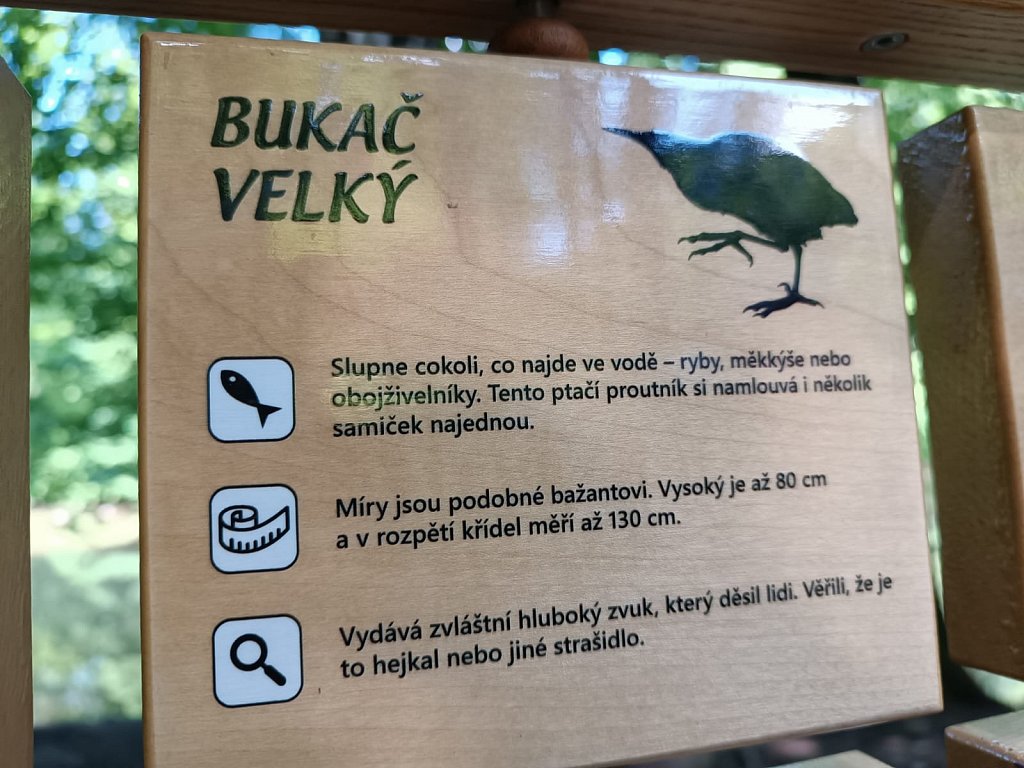 BUKAČ
VELKÝ
Slupne cokoli, co najde ve vodě – ryby, měkkýše nebo
obojživelníky. Tento ptačí proutník si namlouvá i několik
samiček najednou.
Míry jsou podobné bažantovi. Vysoký je až 80 cm
a v rozpětí křídel měří až 130 cm.
Vydává zvláštní hluboký zvuk, který děsil lidi. Věřili, že je
to hejkal nebo jiné strašidlo.